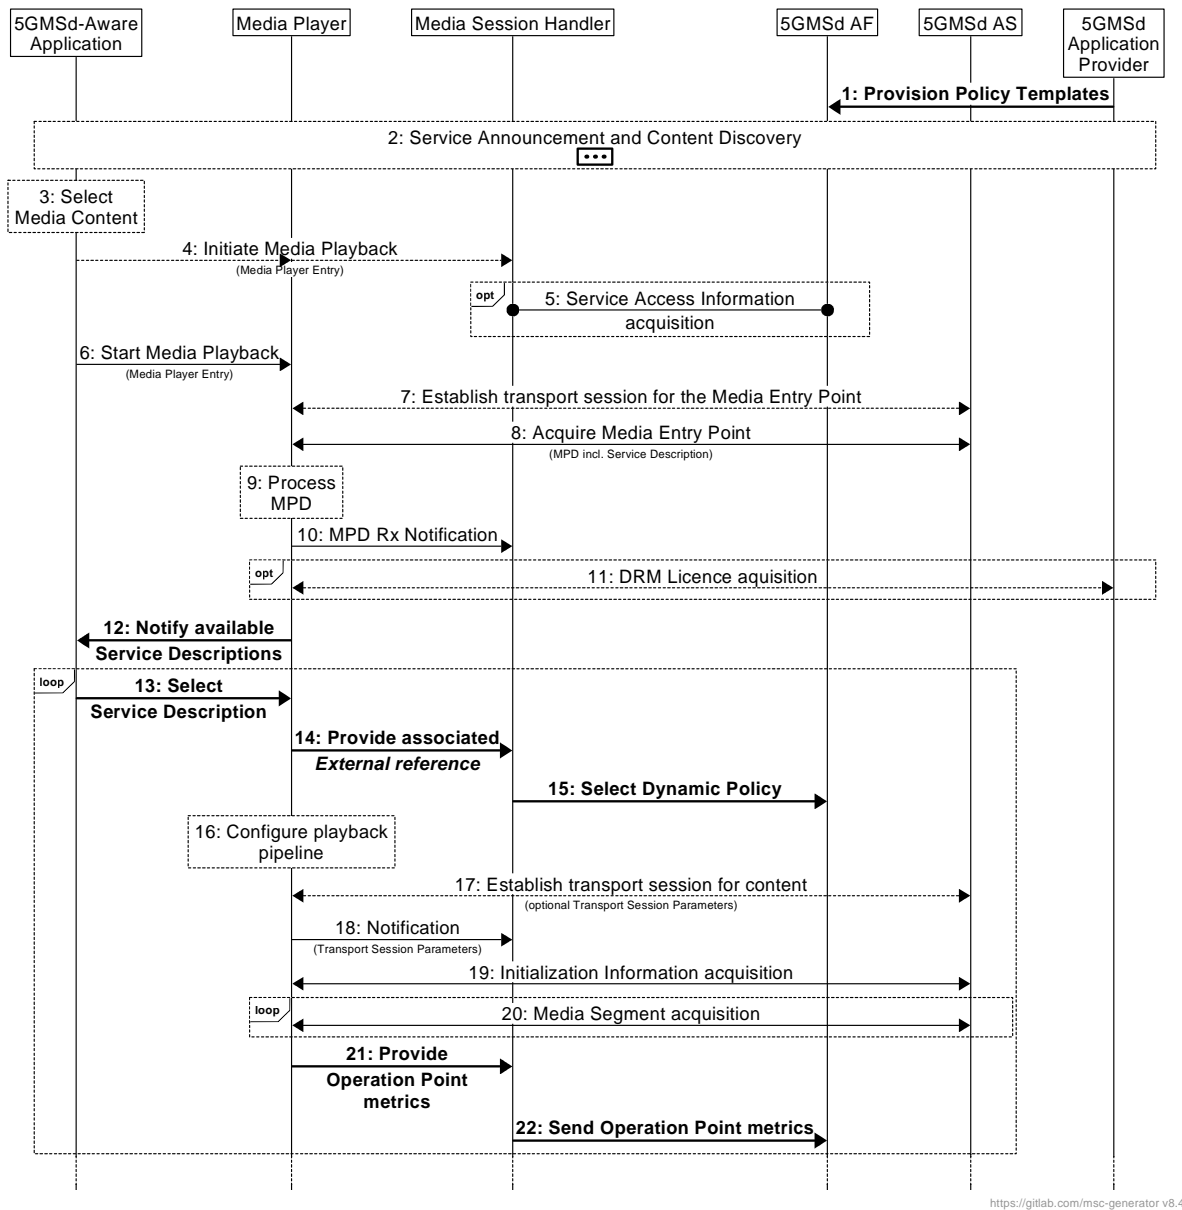 5GMSd-Aware
Application
Media Player
Media Session Handler
5GMSd AF
5GMSd AS
5GMSd
Application
Provider
1: Provision Policy Templates
2: Service Announcement and Content Discovery
3: Select
Media Content
4: Initiate Media Playback
(Media Player Entry)
opt
5: Service Access Information
acquisition
6: Start Media Playback
(Media Player Entry)
7: Establish transport session for the Media Entry Point
8: Acquire Media Entry Point
(MPD incl. Service Description)
9: Process
MPD
10: MPD Rx Notification
opt
11: DRM Licence aquisition
12: Notify available
Service Descriptions
loop
13: Select
Service Description
14: Provide associated
External reference
15: Select Dynamic Policy
16: Configure playback
pipeline
17: Establish transport session for content
(optional Transport Session Parameters)
18: Notification
(Transport Session Parameters)
19: Initialization Information acquisition
loop
20: Media Segment acquisition
21: Provide
Operation Point
metrics
22: Send Operation Point metrics
https://gitlab.com/msc-generator v8.4